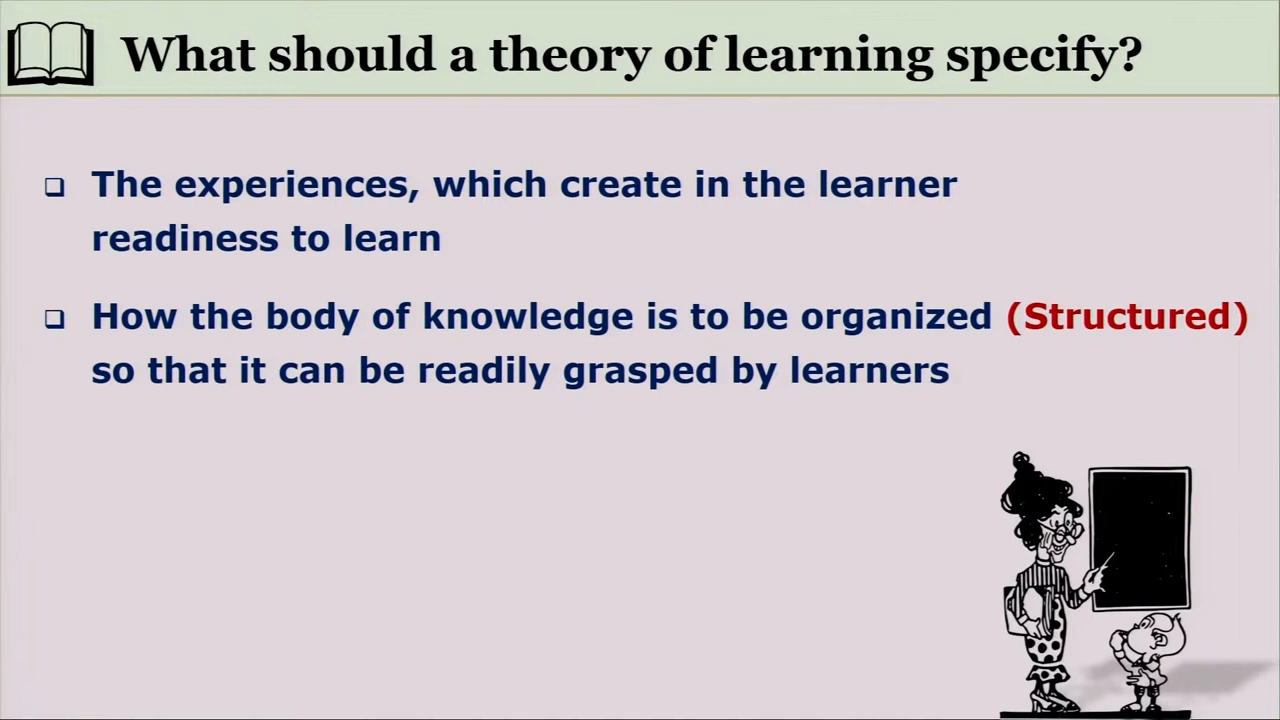 What should a theory of learning specify?
The experiences, which create in the learner
readiness to learn
How the body of knowledge is to be organized (Structured)
so that it can be readily grasped by learners